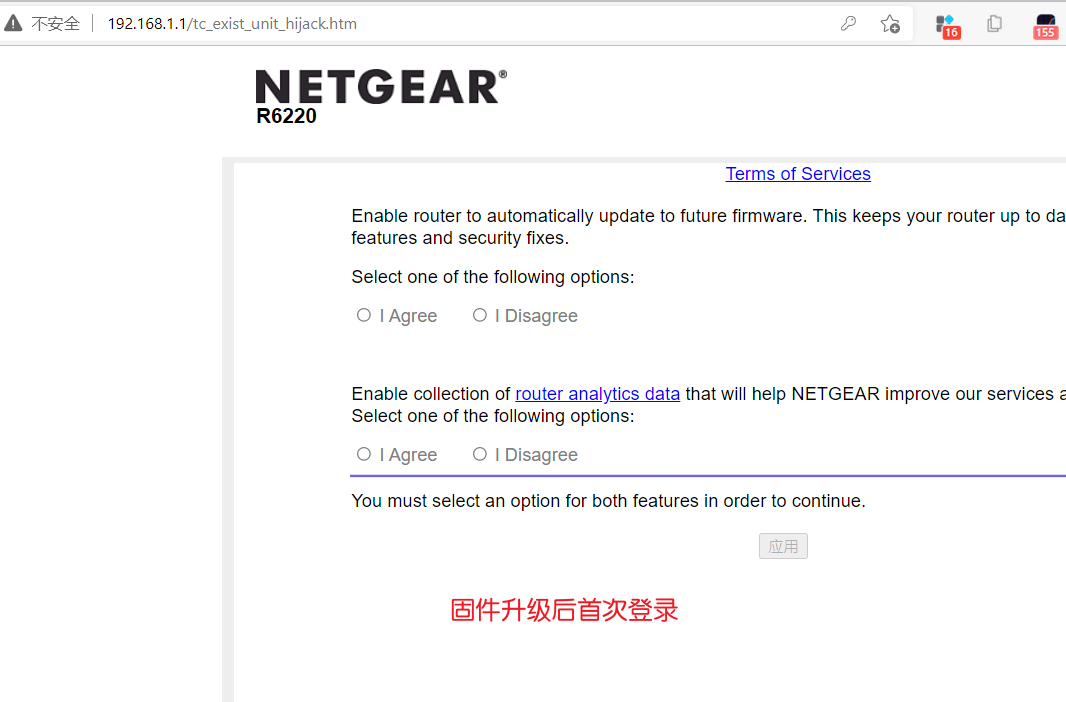 不安全 192.168.1.1/tc_exist_unit_hijack.htm 16 155
NETGEAR®
R6220
Terms of Services
Enable router to automatically update to future firmware. This keeps your router up to da
features and security fixes.
Select one of the following options:
I Agree I Disagree
Enable collection of router analytics data that will help NETGEAR improve our services a
Select one of the following options:
I Agree I Disagree
You must select an option for both features in order to continue.
应用
固件升级后首次登录